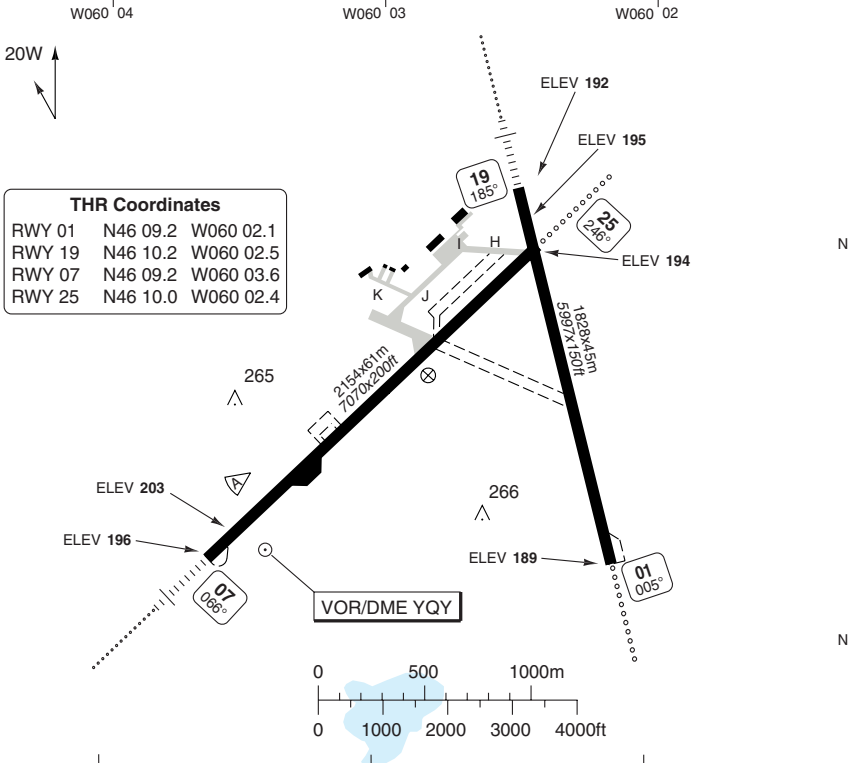 W060 04
W060 03
W060 02
20W
ELEV 192
ELEV 195
19
185°
25
246°
THR Coordinates
RWY 01 N46 09.2 W060 02.1
RWY 19 N46 10.2 W060 02.5
RWY 07 N46 09.2 W060 03.6
RWY 25 N46 10.0 W060 02.4
I
H
N
ELEV 194
K
J
1828x45m
5997x150ft
2154x61m
7070x200ft
265
A
ELEV 203
266
ELEV 196
ELEV 189
01
005°
07
066°
VOR/DME YQY
N
0 500 1000m
0 1000 2000 3000 4000ft